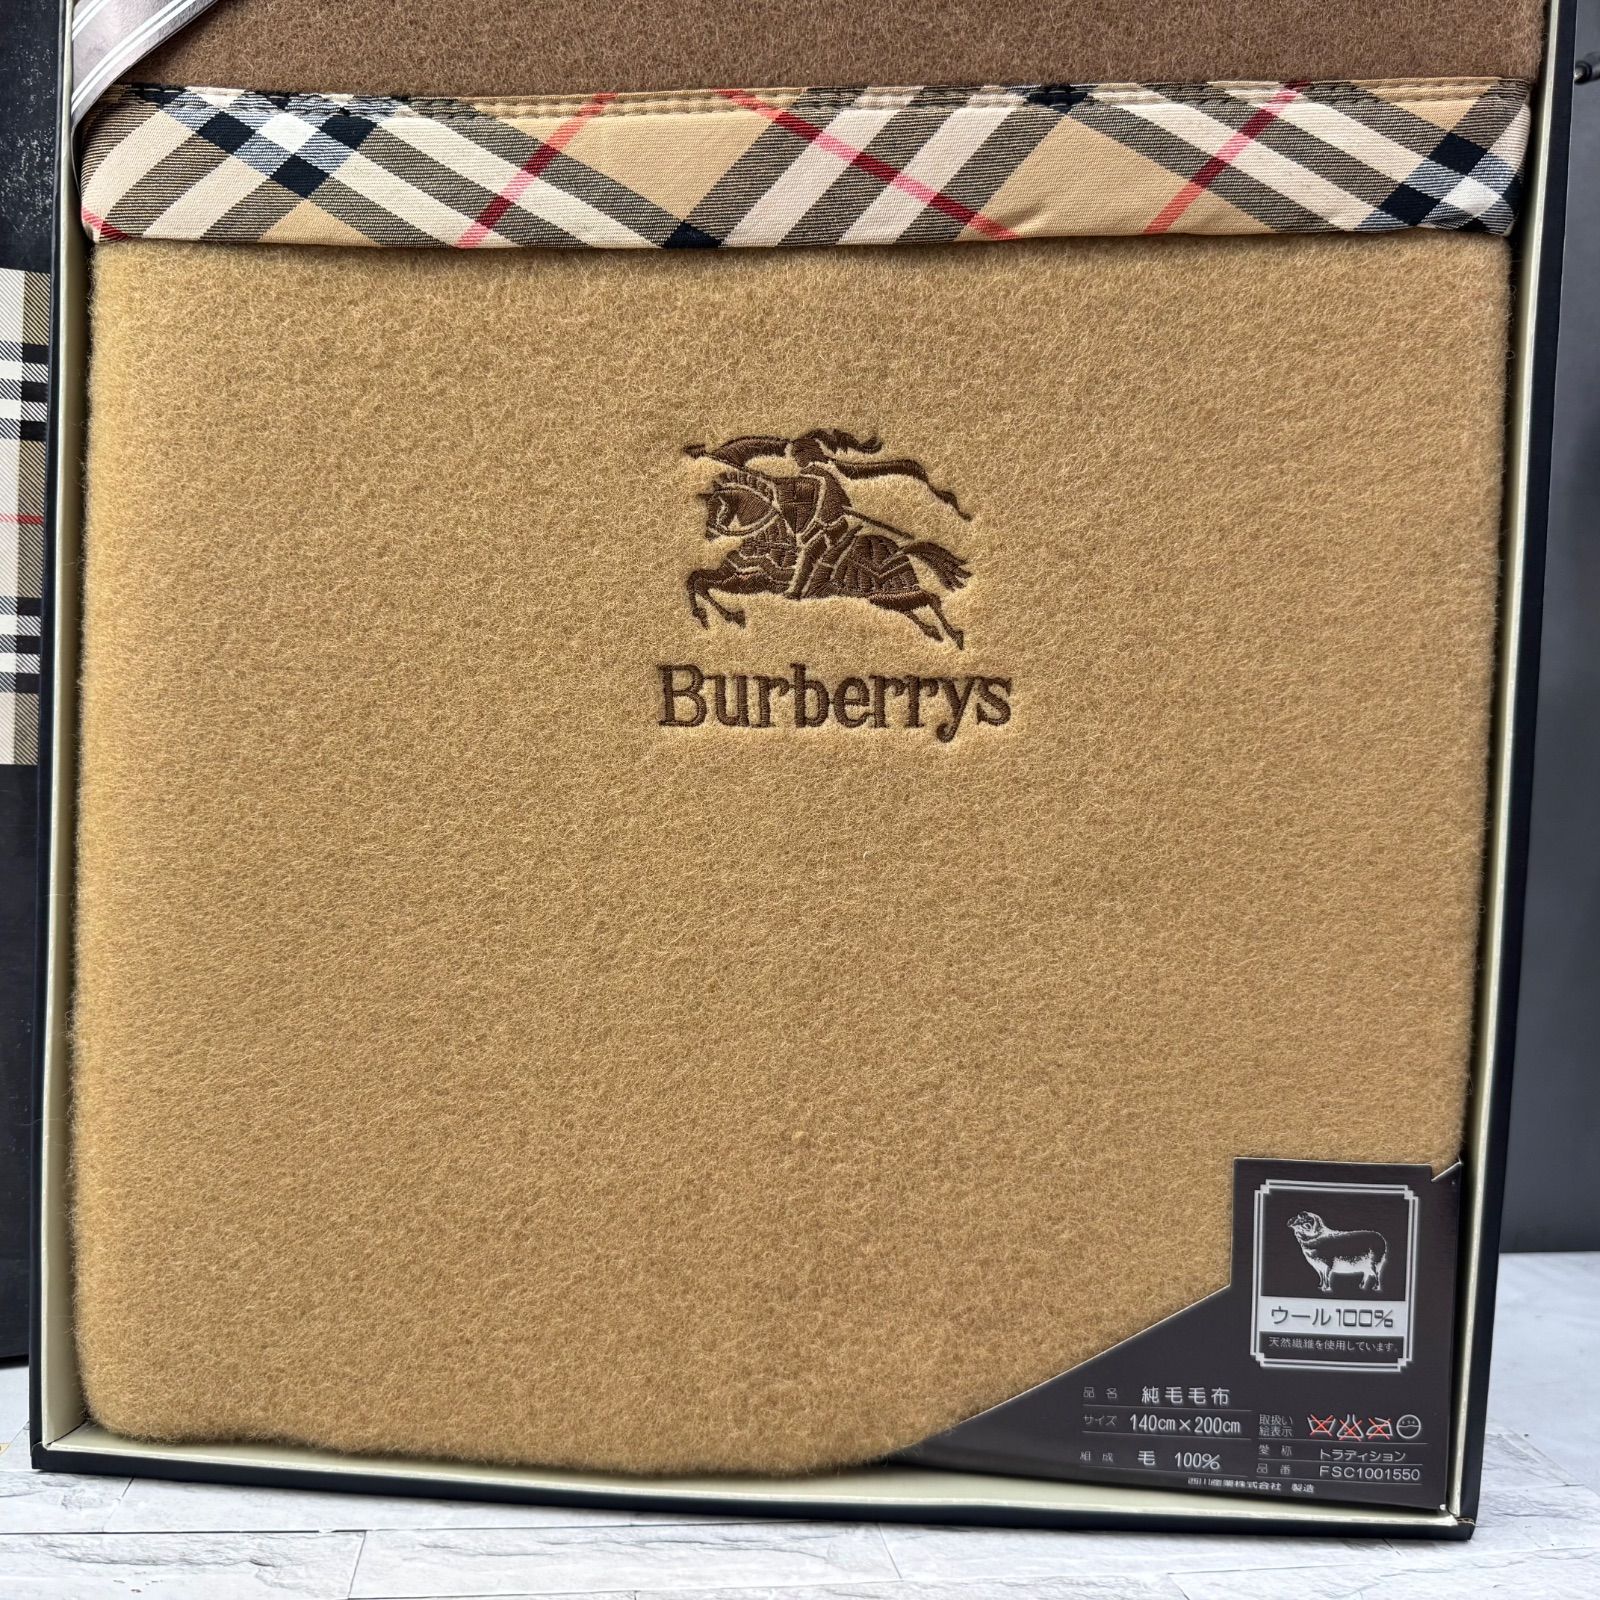 Burberrys
ウール100%
天然繊維を使用しています。
品名 純毛毛布
サイズ 140cm×200cm
組成 毛 100%
取扱い
絵表示
愛称 トラディション
品番 FSC1001550
西川産業株式会社 製造